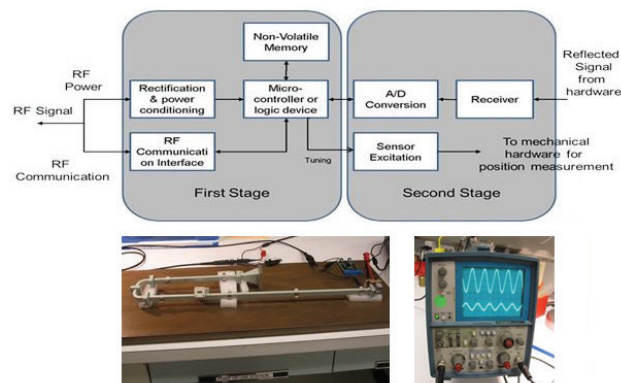 Non-Volatile
Memory
RF
Power
RF Signal
RF
Communication
Rectification
& power
conditioning
RF
Communicati
on Interface
Micro-
controller or
logic device
First Stage
Tuning
A/D
Conversion
Receiver
Sensor
Excitation
Second Stage
Reflected
Signal
from
hardware
To mechanical
hardware for
position measurement